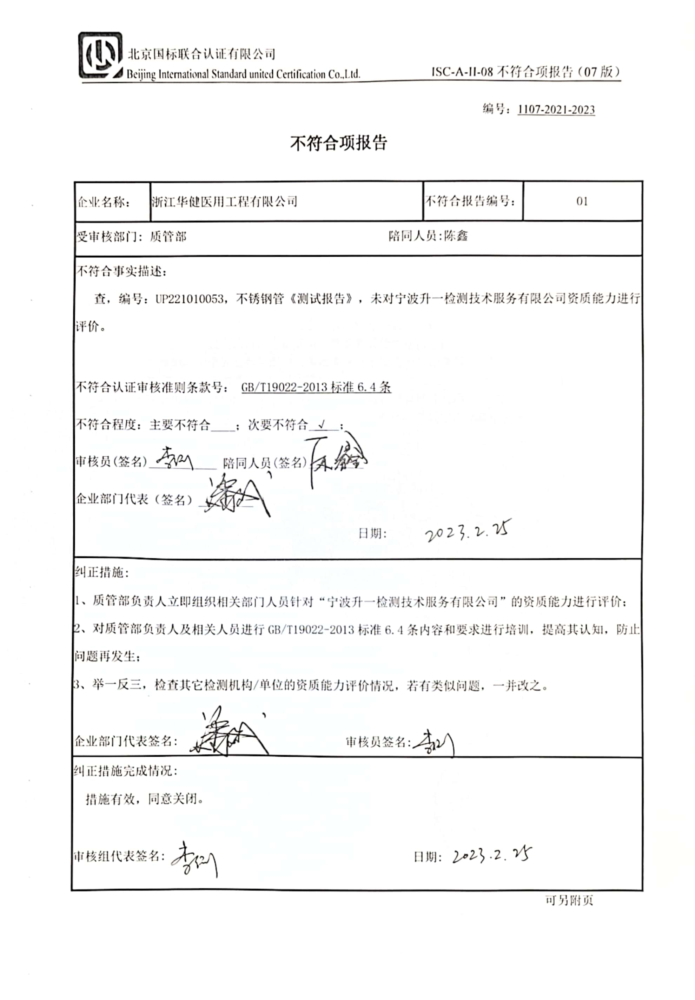 北京国标联合认证有限公司
Beijing International Standard united Certification Co.,Ltd.
ISC-A-II-08 不符合项报告（07 版）
编号：1107-2021-2023
不符合项报告
企业名称： 浙江华健医用工程有限公司 不符合报告编号： 01
受审核部门：质管部 陪同人员:陈鑫
不符合事实描述：
查，编号：UP221010053，不锈钢管《测试报告》，未对宁波升一检测技术服务有限公司资质能力进行
评价。
不符合认证审核准则条款号： GB/T19022-2013 标准 6.4 条
不符合程度：主要不符合____；次要不符合 √ ；
审核员(签名) 陪同人员(签名) 陈鑫
企业部门代表（签名）
日期： 2023.2.25
纠正措施：
1、质管部负责人立即组织相关部门人员针对“宁波升一检测技术服务有限公司”的资质能力进行评价；
2、对质管部负责人及相关人员进行 GB/T19022-2013 标准 6.4 条内容和要求进行培训，提高其认知，防止
问题再发生；
3、举一反三，检查其它检测机构/单位的资质能力评价情况，若有类似问题，一并改之。
企业部门代表签名： 审核员签名：
纠正措施完成情况：
措施有效，同意关闭。
审核组代表签名： 日期：2023.2.25
可另附页